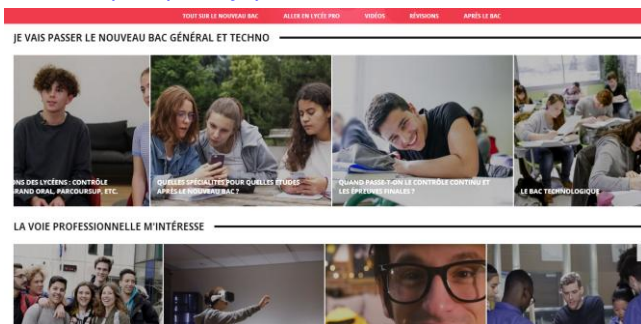 TOUT SUR LE NOUVEAU BAC ALLER EN LYCÉE PRO VIDÉOS RÉVISIONS APRÈS LE BAC
JE VAIS PASSER LE NOUVEAU BAC GÉNÉRAL ET TECHNO
ONS DES LYCÉENS : CONTRÔLE
RAND ORAL, PARCOURSUP, ETC.
QUELLES SPÉCIALITÉS POUR QUELLES ÉTUDES
APRÈS LE NOUVEAU BAC ?
QUAND PASSE-T-ON LE CONTRÔLE CONTINU ET
LES ÉPREUVES FINALES ?
LE BAC TECHNOLOGIQUE
LA VOIE PROFESSIONNELLE M'INTÉRESSE